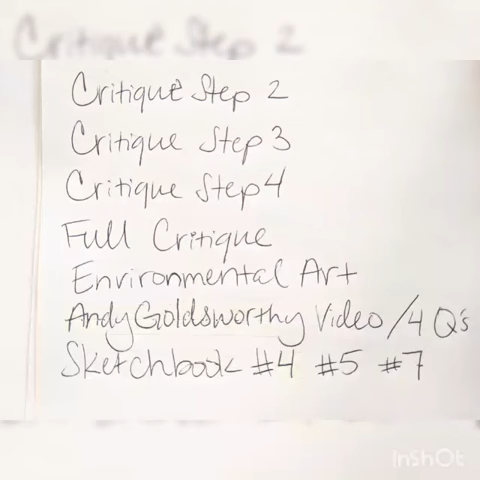 Critique Step 2
Critique Step 2
Critique Step 3
Critique Step 4
Full Critique
Environmental Art
Andy Goldsworthy Video / 4 Q's
Sketchbook #4 #5 #7
InShOt